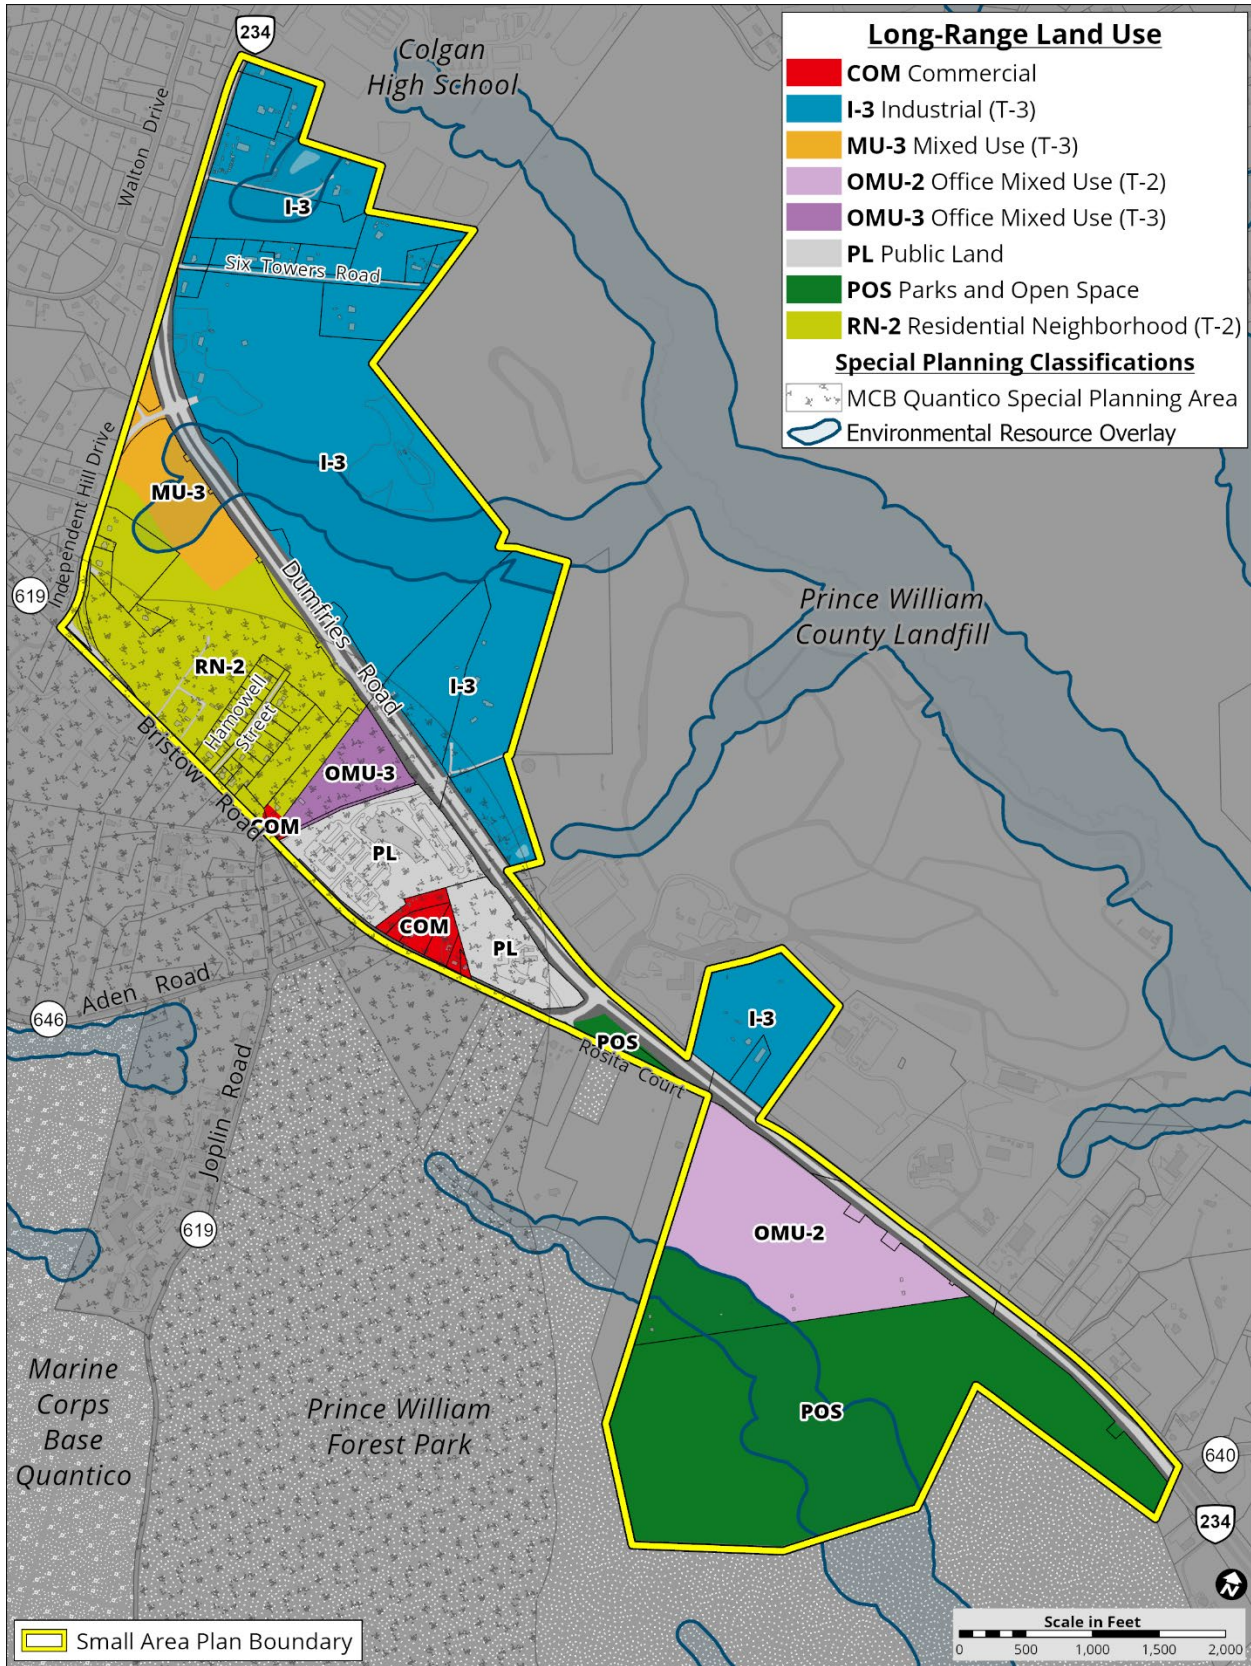 234
Colgan
High School
Walton Drive
Long-Range Land Use
COM Commercial
I-3 Industrial (T-3)
MU-3 Mixed Use (T-3)
OMU-2 Office Mixed Use (T-2)
OMU-3 Office Mixed Use (T-3)
PL Public Land
POS Parks and Open Space
RN-2 Residential Neighborhood (T-2)
Special Planning Classifications
MCB Quantico Special Planning Area
Environmental Resource Overlay
I-3
Six Towers Road
I-3
MU-3
Independent Hill Drive
619
Dumfries Road
Prince William
County Landfill
RN-2
I-3
Hamowell
Street
Bristow Road
OMU-3
COM
PL
COM
PL
Aden Road
646
I-3
POS
Rosita Court
Joplin Road
619
OMU-2
Marine
Corps
Base
Quantico
Prince William
Forest Park
POS
640
234
N
Small Area Plan Boundary
Scale in Feet
0 500 1,000 1,500 2,000